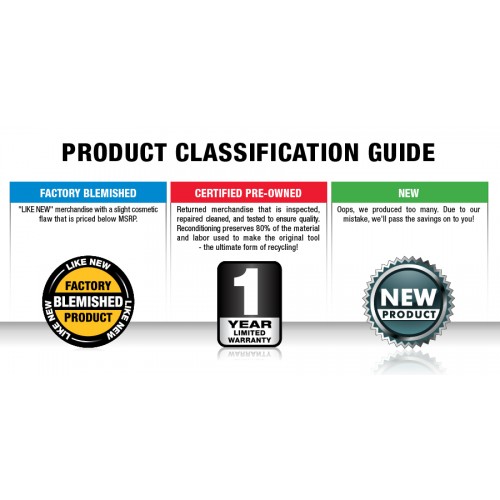 PRODUCT CLASSIFICATION GUIDE
FACTORY BLEMISHED
"LIKE NEW" merchandise with a slight cosmetic
flaw that is priced below MSRP.
LIKE NEW
FACTORY
BLEMISHED
PRODUCT
LIKE NEW
LIKE NEW
CERTIFIED PRE-OWNED
Returned merchandise that is inspected,
repaired cleaned, and tested to ensure quality.
Reconditioning preserves 80% of the material
and labor used to make the original tool
- the ultimate form of recycling!
1
YEAR
LIMITED
WARRANTY
NEW
Oops, we produced too many. Due to our
mistake, we'll pass the savings on to you!
NEW
PRODUCT